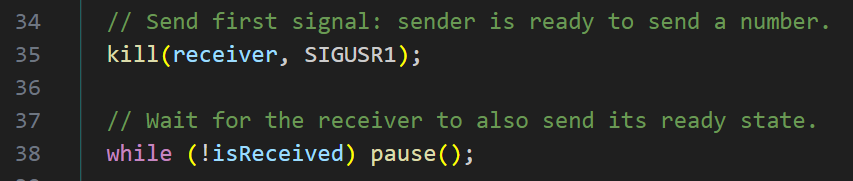 34 // Send first signal: sender is ready to send a number.
35 kill(receiver, SIGUSR1);
36
37 // Wait for the receiver to also send its ready state.
38 while (!isReceived) pause();